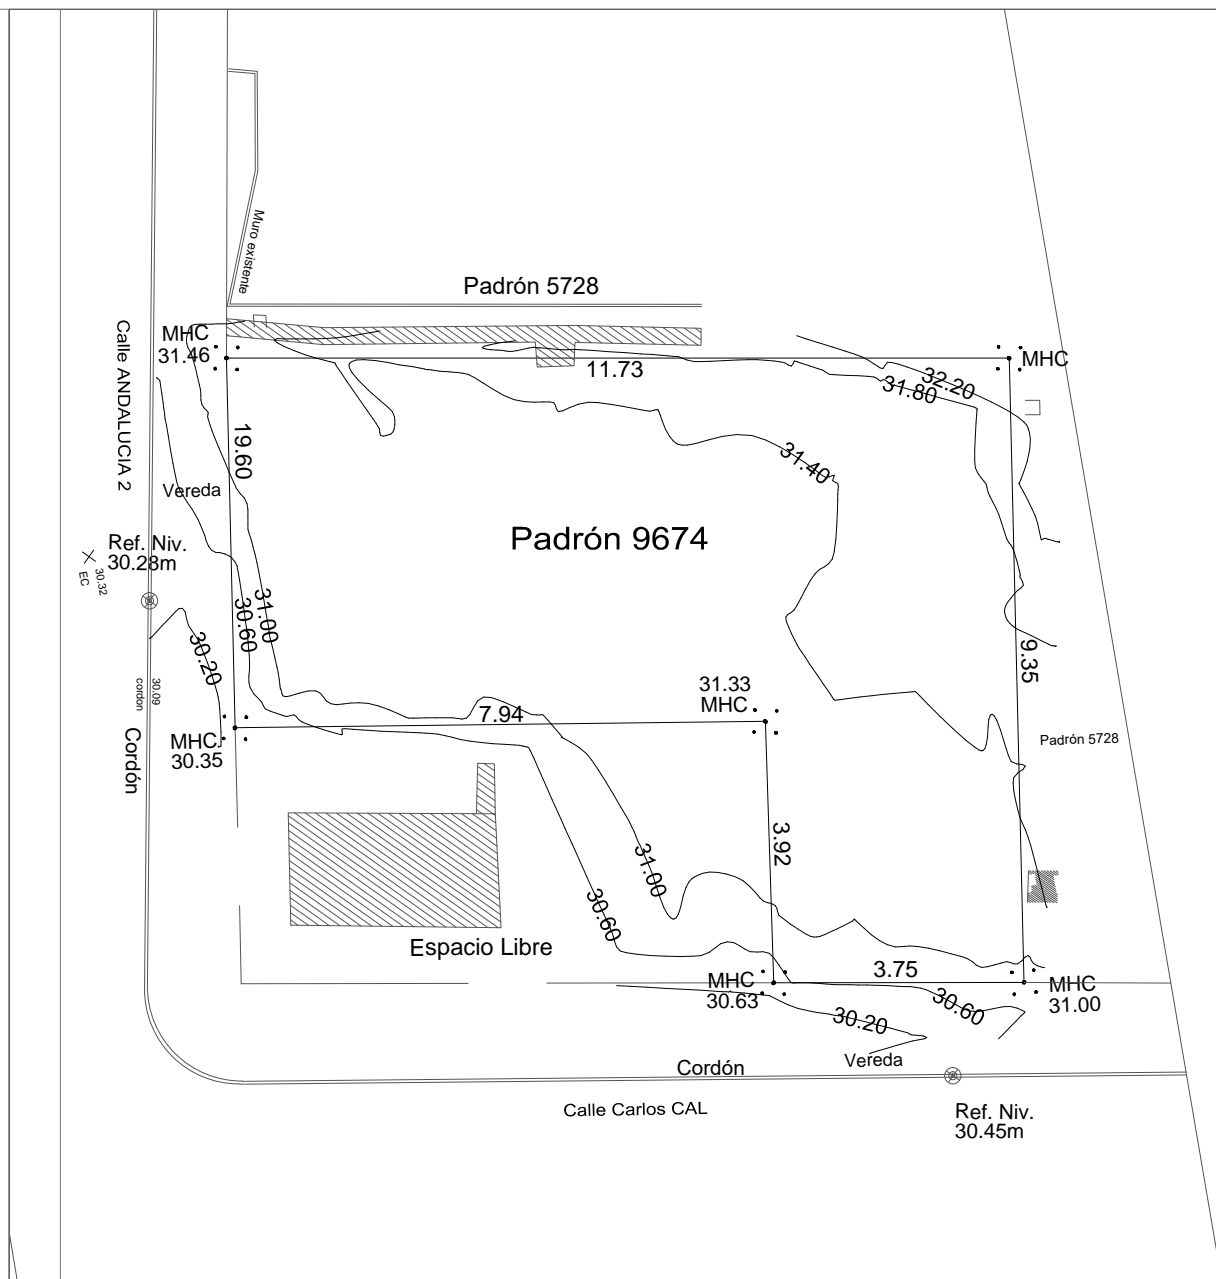 Muro existente
Padrón 5728
MHC
31.46
Calle ANDALUCIA 2
11.73
MHC
32.20
31.80
19.60
31.40
Vereda
Padrón 9674
Ref. Niv.
30.28m
30.32
EC
31.00
30.60
30.20
9.35
31.33
MHC
30.09
cordon
7.94
Cordón
MHC
30.35
Padrón 5728
3.92
31.00
30.60
Espacio Libre
3.75
MHC
30.63
MHC
31.00
30.60
30.20
Vereda
Cordón
Calle Carlos CAL
Ref. Niv.
30.45m